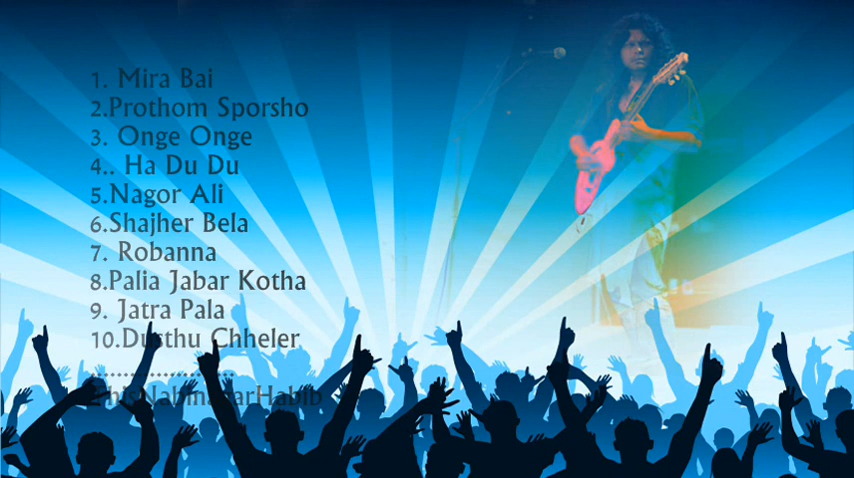 1. Mira Bai
2.Prothom Sporsho
3. Onge Onge
4.. Ha Du Du
5.Nagor Ali
6.Shajher Bela
7. Robanna
8.Palia Jabar Kotha
9. Jatra Pala
10.Dusthu Chheler